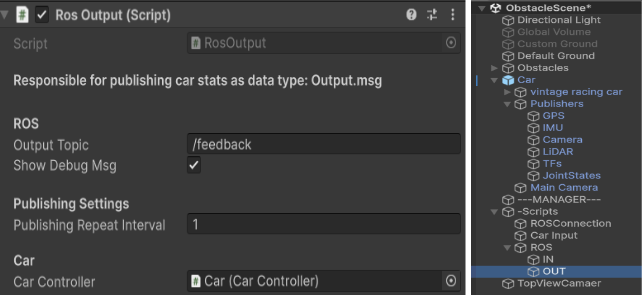 Ros Output (Script)
Script
RosOutput
Responsible for publishing car stats as data type: Output.msg
ROS
Output Topic
/feedback
Show Debug Msg
Publishing Settings
Publishing Repeat Interval
1
Car
Car Controller
Car (Car Controller)
ObstacleScene*
Directional Light
Global Volume
Custom Ground
Default Ground
Obstacles
Car
vintage racing car
Publishers
GPS
IMU
Camera
LiDAR
TFs
JointStates
Main Camera
---MANAGER---
-Scripts
ROSConnection
Car Input
ROS
IN
OUT
TopViewCamaer